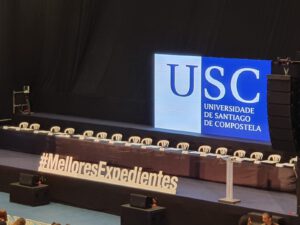 USC
UNIVERSIDADE
DE SANTIAGO
DE COMPOSTELA
#MelloresExpedientes